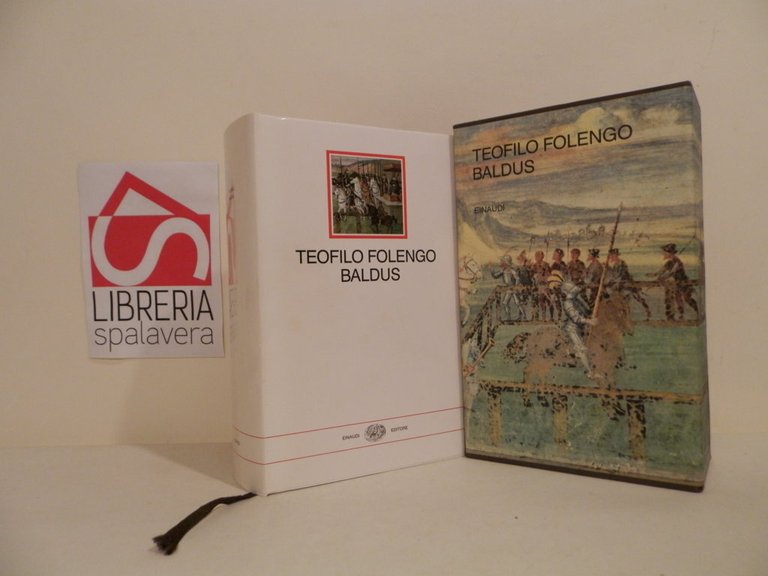 LIBRERIA
spalavera
TEOFILO FOLENGO
BALDUS
EINAUDI EDITORE
TEOFILO FOLENGO
BALDUS
EINAUDI